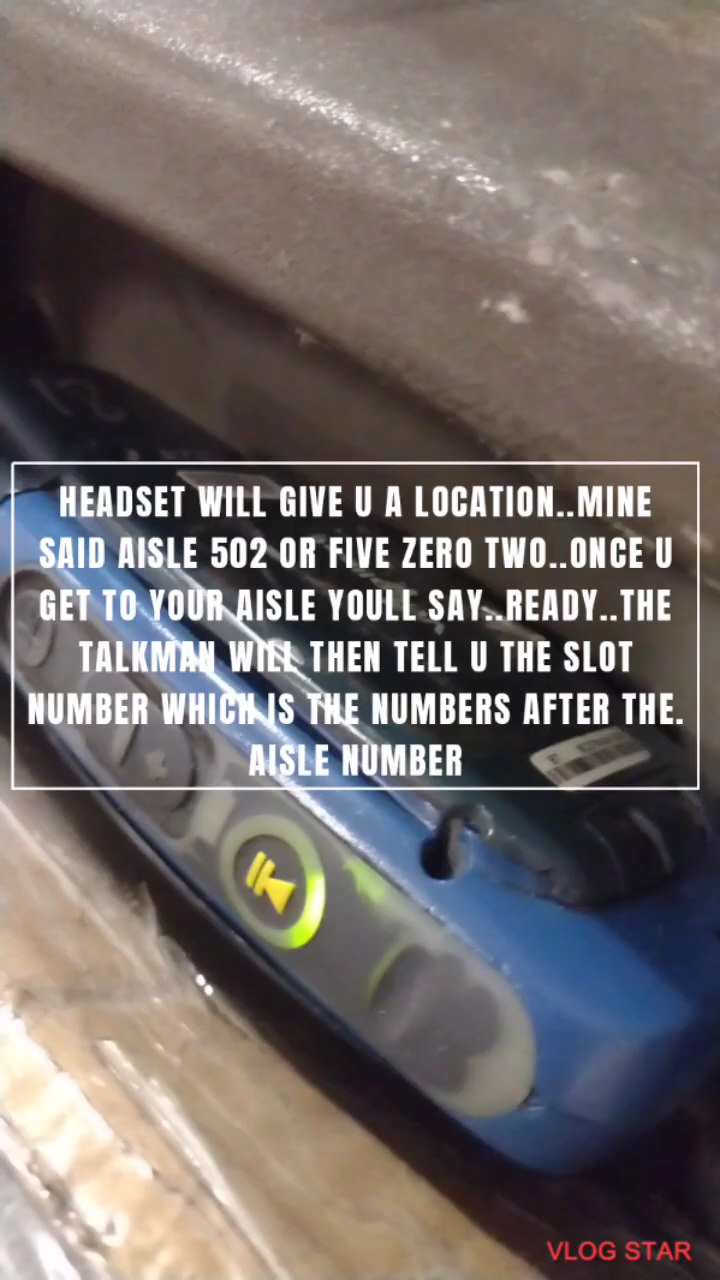 HEADSET WILL GIVE U A LOCATION..MINE
SAID AISLE 502 OR FIVE ZERO TWO..ONCE U
GET TO YOUR AISLE YOULL SAY..READY..THE
TALKMAN WILL THEN TELL U THE SLOT
NUMBER WHICH IS THE NUMBERS AFTER THE.
AISLE NUMBER
VLOG STAR